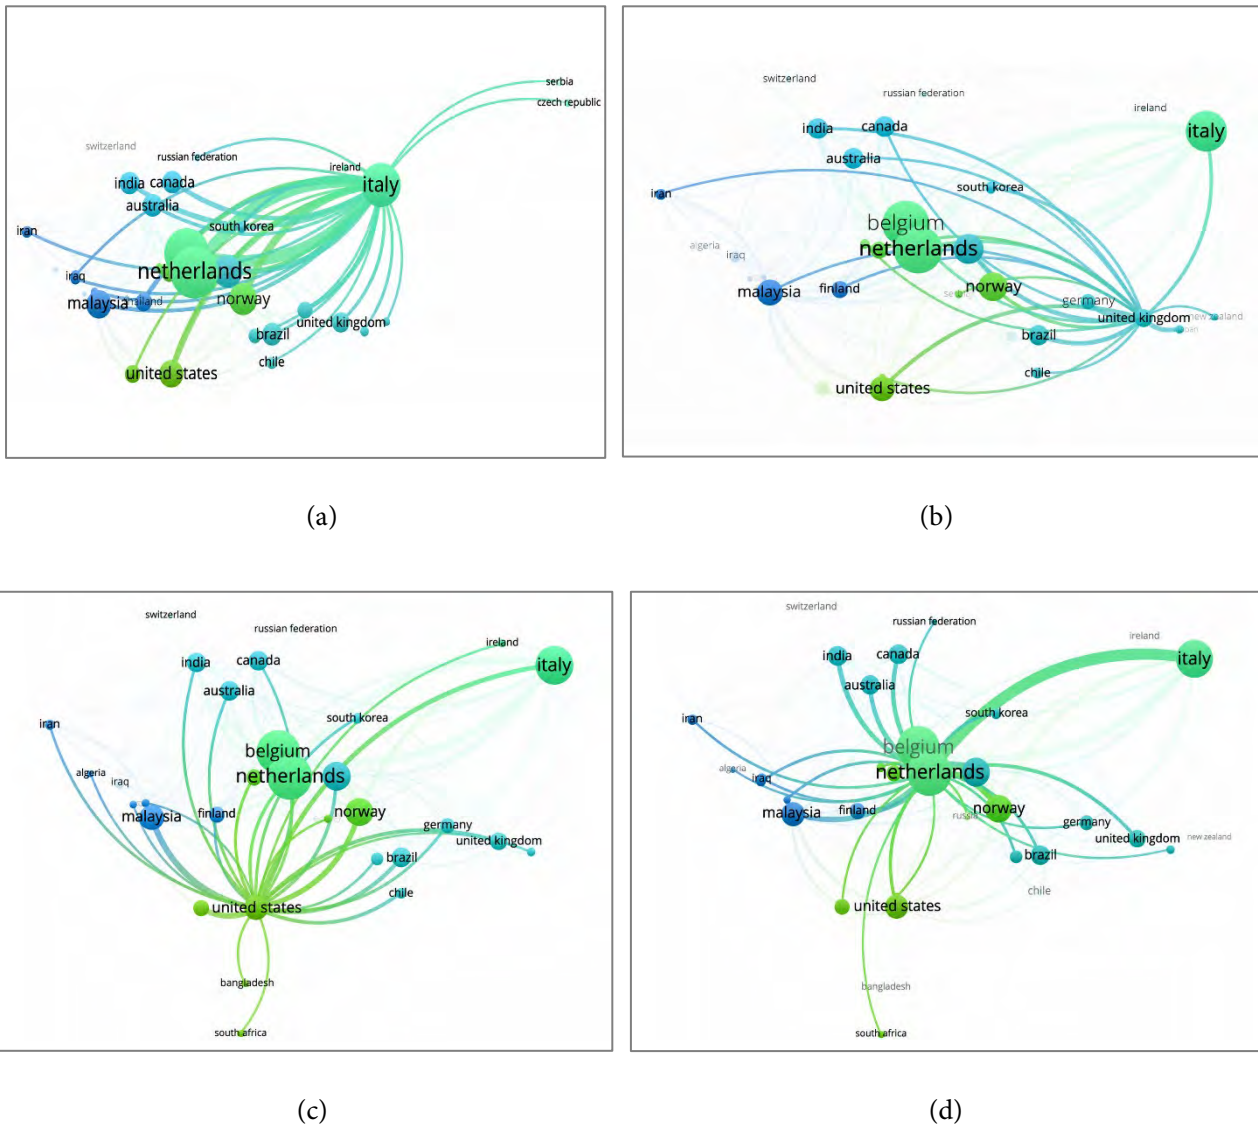 serbia
czech republic
switzerland
russian federation
ireland
italy
india
canada
australia
south korea
iran
netherlands
iraq
malaysia
thailand
norway
united kingdom
brazil
chile
united states
(a)
switzerland
russian federation
ireland
india
canada
italy
australia
south korea
iran
belgium
algeria
iraq
netherlands
malaysia
finland
norway
germany
united kingdom
new zealand
brazil
chile
united states
(b)
switzerland
russian federation
ireland
india
canada
italy
australia
iran
south korea
belgium
algeria
iraq
netherlands
malaysia
finland
norway
germany
united kingdom
brazil
chile
united states
bangladesh
south africa
(c)
switzerland
russian federation
ireland
india
canada
italy
australia
iran
south korea
belgium
algeria
iraq
netherlands
malaysia
finland
norway
russia
germany
united kingdom
new zealand
brazil
chile
united states
bangladesh
south africa
(d)